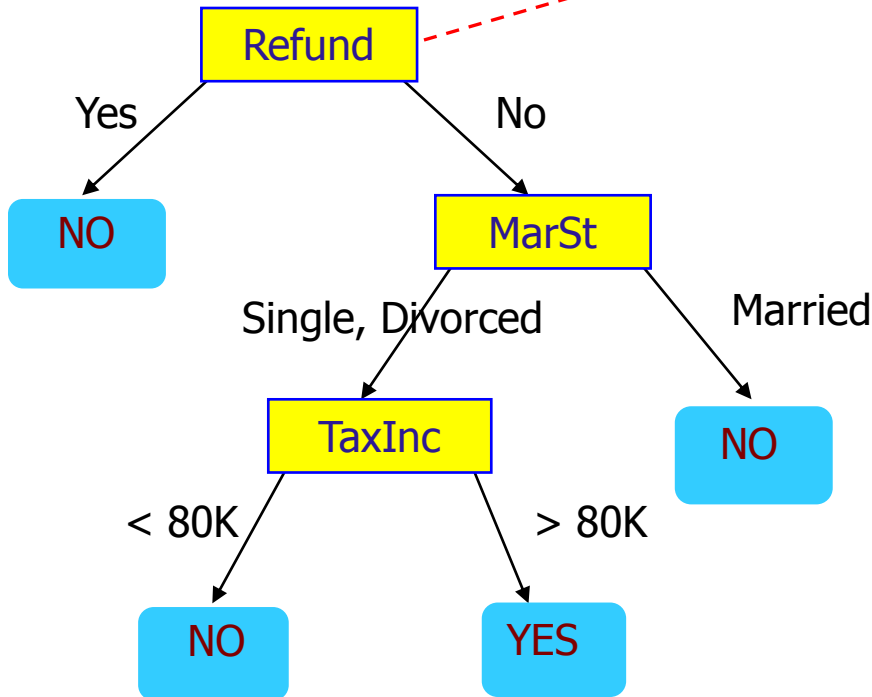 Refund
Yes
No
NO
MarSt
Single, Divorced
Married
TaxInc
NO
< 80K
> 80K
NO
YES